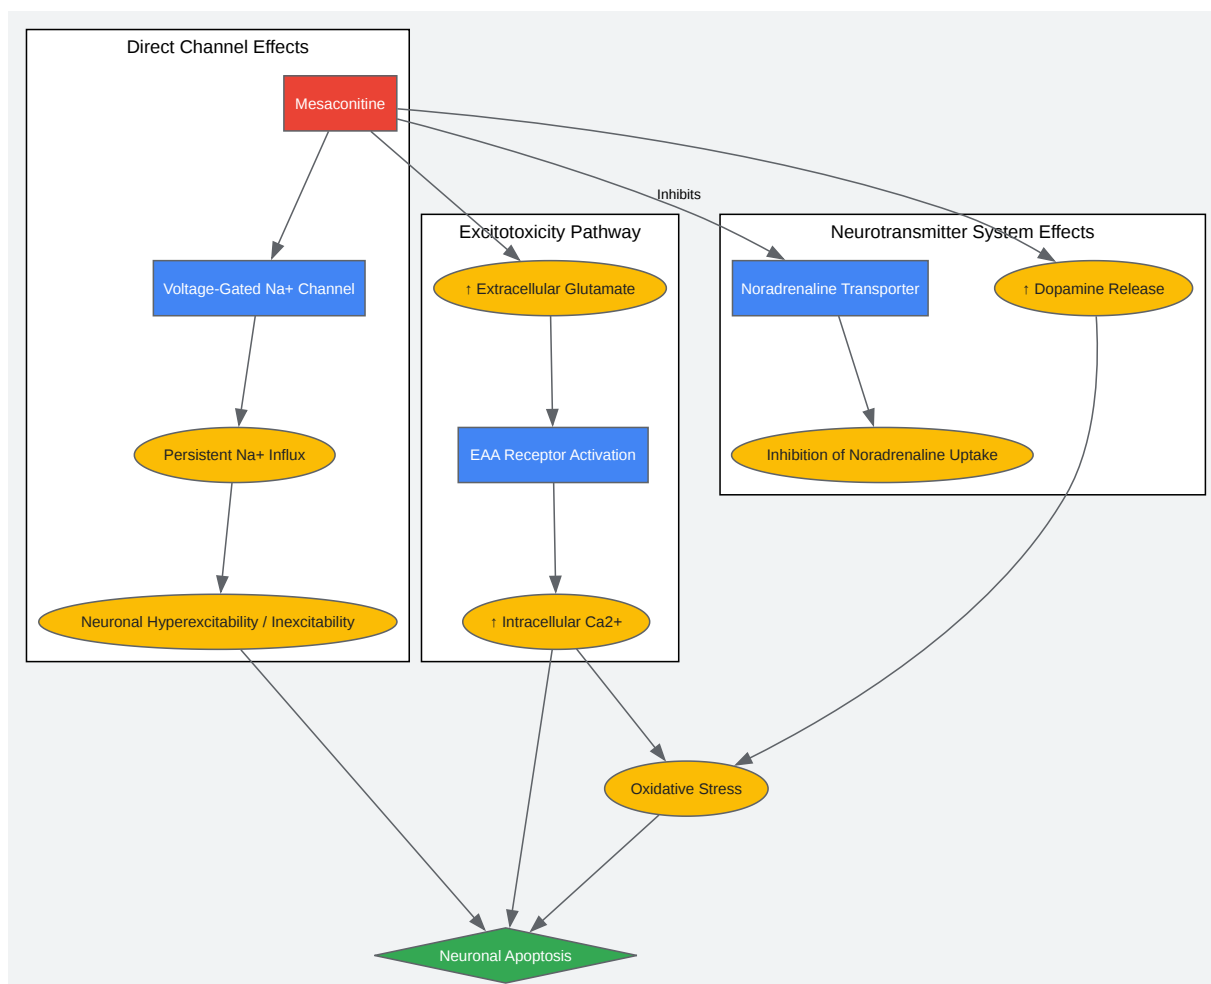 Direct Channel Effects
Mesaconitine
Inhibits
Excitotoxicity Pathway
Neurotransmitter System Effects
Voltage-Gated Na+ Channel
↑ Extracellular Glutamate
Noradrenaline Transporter
↑ Dopamine Release
Persistent Na+ Influx
EAA Receptor Activation
Inhibition of Noradrenaline Uptake
Neuronal Hyperexcitability / Inexcitability
↑ Intracellular Ca2+
Oxidative Stress
Neuronal Apoptosis